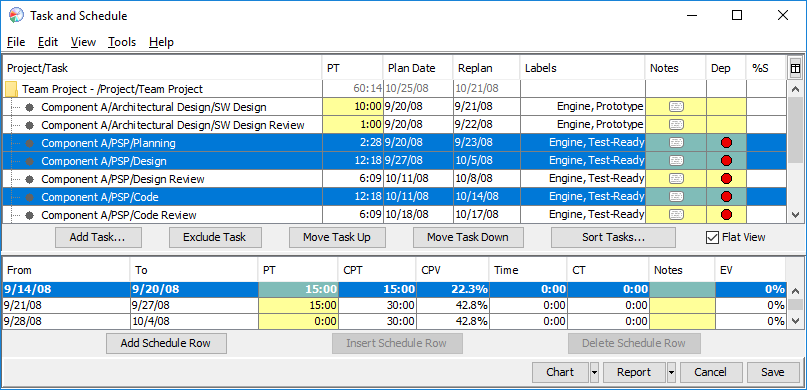 Task and Schedule
File Edit View Tools Help
Project/Task PT Plan Date Replan Labels Notes Dep %S
Team Project - /Project/Team Project 60:14 10/25/08 10/21/08
Component A/Architectural Design/SW Design 10:00 9/20/08 9/21/08 Engine, Prototype
Component A/Architectural Design/SW Design Review 1:00 9/20/08 9/22/08 Engine, Prototype
Component A/PSP/Planning 2:28 9/20/08 9/23/08 Engine, Test-Ready
Component A/PSP/Design 12:18 9/27/08 10/5/08 Engine, Test-Ready
Component A/PSP/Design Review 6:09 10/11/08 10/8/08 Engine, Test-Ready
Component A/PSP/Code 12:18 10/11/08 10/14/08 Engine, Test-Ready
Component A/PSP/Code Review 6:09 10/18/08 10/17/08 Engine, Test-Ready
Add Task... Exclude Task Move Task Up Move Task Down Sort Tasks... Flat View
From To PT CPT CPV Time CT Notes EV
9/14/08 9/20/08 15:00 15:00 22.3% 0:00 0:00 0%
9/21/08 9/27/08 15:00 30:00 42.8% 0:00 0:00 0%
9/28/08 10/4/08 0:00 30:00 42.8% 0:00 0:00 0%
Add Schedule Row Insert Schedule Row Delete Schedule Row
Chart Report Cancel Save